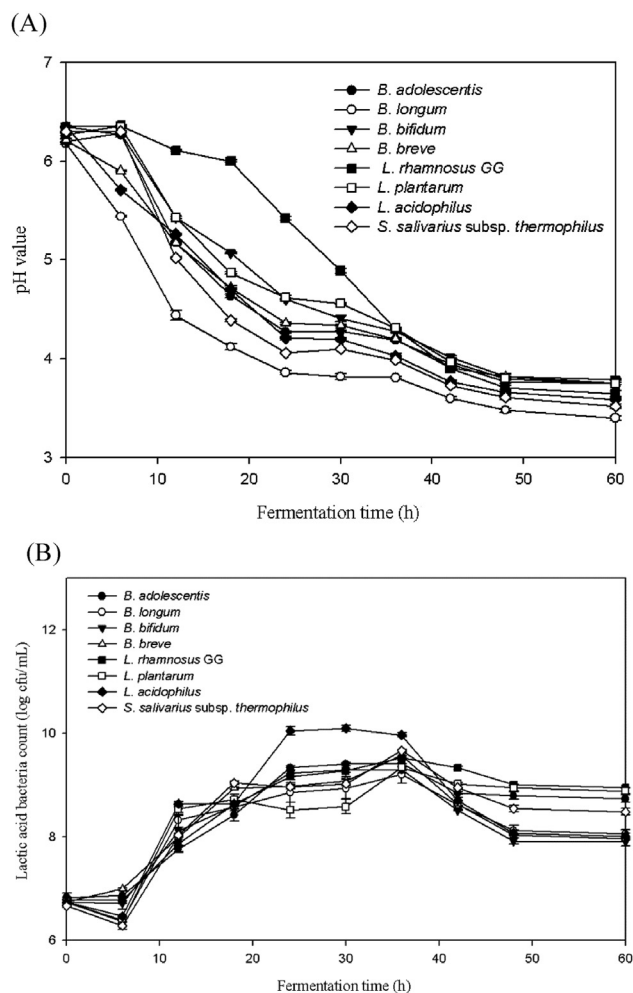 (A)
7
6
5
4
3
pH value
B. adolescentis
B. longum
B. bifidum
B. breve
L. rhamnosus GG
L. plantarum
L. acidophilus
S. salivarius subsp. thermophilus
0 10 20 30 40 50 60
Fermentation time (h)
(B)
12
10
8
6
Lactic acid bacteria count (log cfu/mL)
B. adolescentis
B. longum
B. bifidum
B. breve
L. rhamnosus GG
L. plantarum
L. acidophilus
S. salivarius subsp. thermophilus
0 10 20 30 40 50 60
Fermentation time (h)